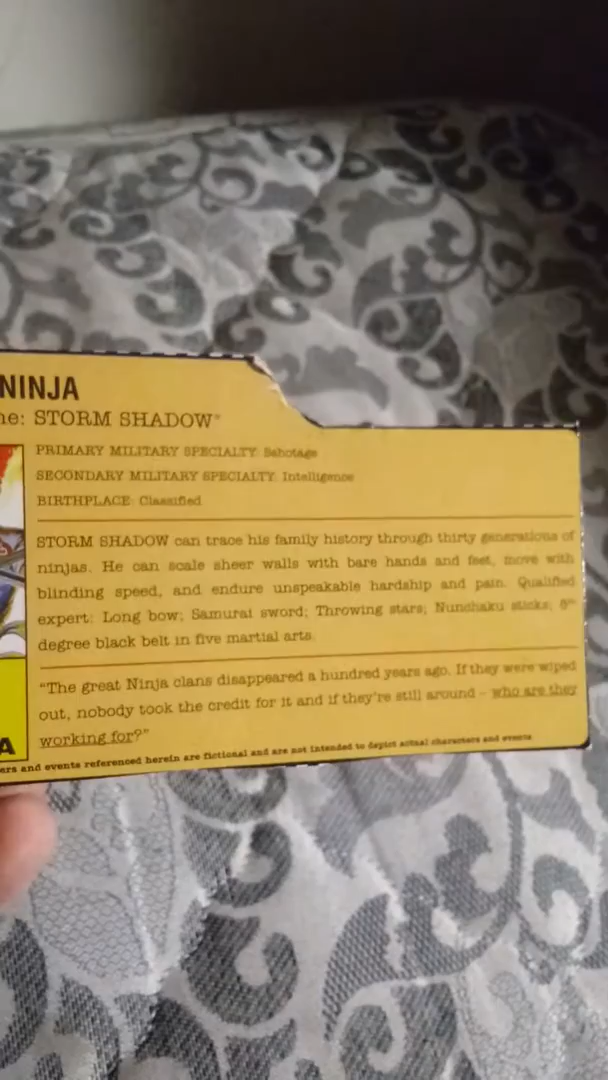 NINJA
ne: STORM SHADOW®
PRIMARY MILITARY SPECIALTY: Sabotage
SECONDARY MILITARY SPECIALTY: Intelligence
BIRTHPLACE: Classified
STORM SHADOW can trace his family history through thirty generations of
ninjas. He can scale sheer walls with bare hands and feet, move with
blinding speed, and endure unspeakable hardship and pain. Qualified
expert: Long bow; Samurai sword; Throwing stars; Nunchaku sticks;
degree black belt in five martial arts.
"The great Ninja clans disappeared a hundred years ago. If they were wiped
out, nobody took the credit for it and if they're still around – who are they
working for?"
A
ers and events referenced herein are fictional and are not intended to depict actual characters and events